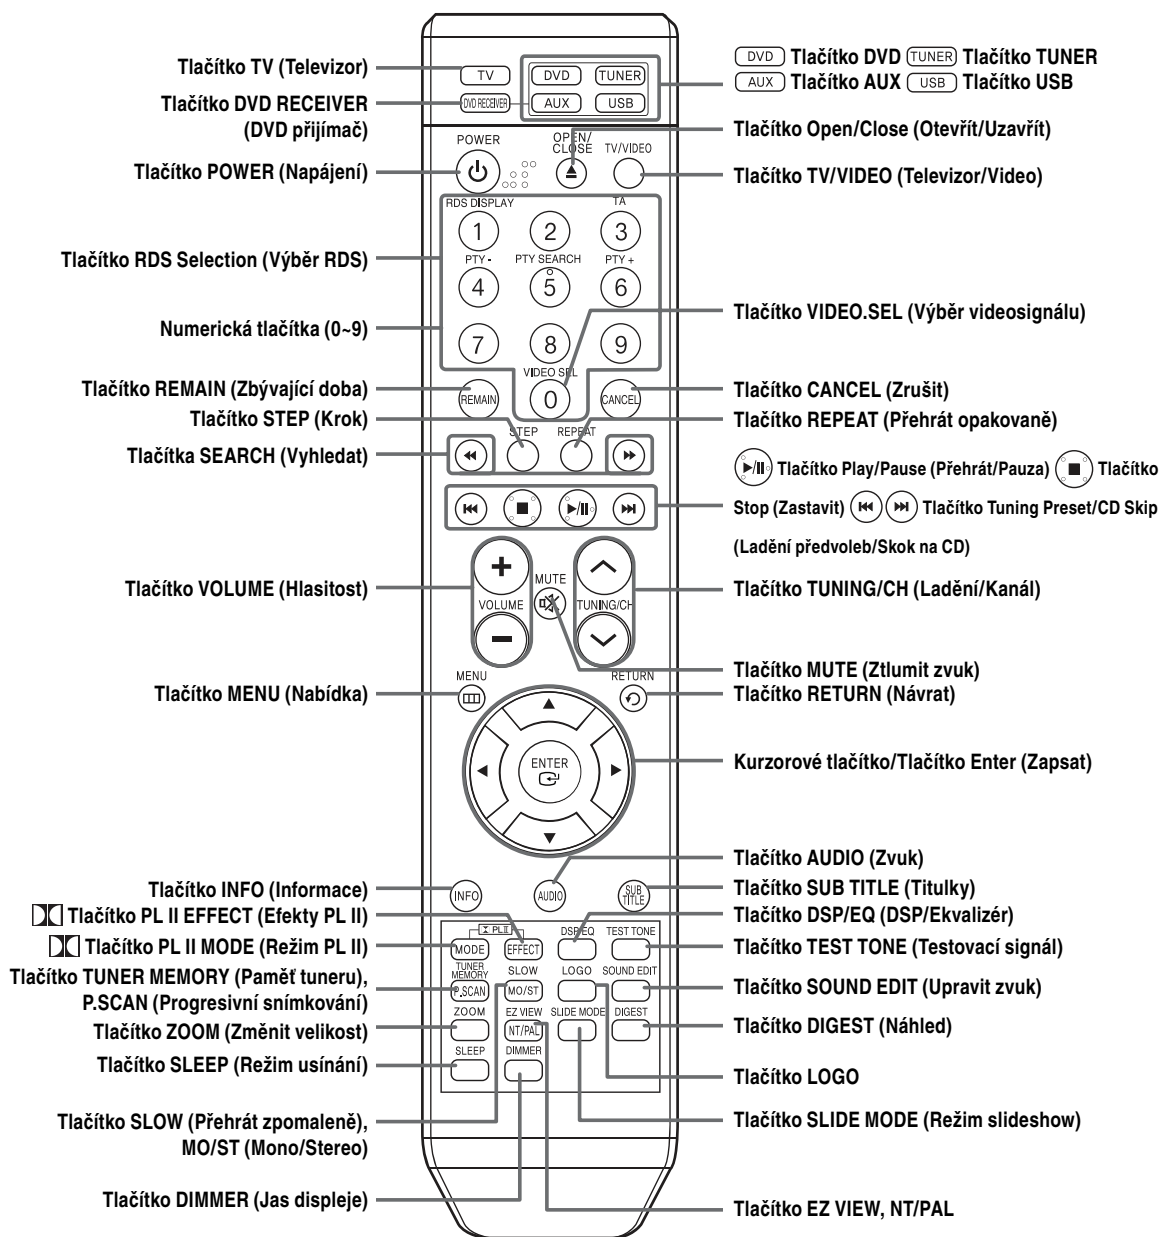 Tlačítko TV (Televizor)
Tlačítko DVD RECEIVER
(DVD přijímač)
Tlačítko POWER (Napájení)
Tlačítko RDS Selection (Výběr RDS)
Numerická tlačítka (0~9)
Tlačítko REMAIN (Zbývající doba)
Tlačítko STEP (Krok)
Tlačítka SEARCH (Vyhledat)
Tlačítko VOLUME (Hlasitost)
Tlačítko MENU (Nabídka)
Tlačítko INFO (Informace)
Tlačítko PL II EFFECT (Efekty PL II)
Tlačítko PL II MODE (Režim PL II)
Tlačítko TUNER MEMORY (Paměť tuneru),
P.SCAN (Progresivní snímkování)
Tlačítko ZOOM (Změnit velikost)
Tlačítko SLEEP (Režim usínání)
Tlačítko SLOW (Přehrát zpomaleně),
MO/ST (Mono/Stereo)
Tlačítko DIMMER (Jas displeje)
TV DVD TUNER
DVD RECEIVER AUX USB
POWER OPEN/
CLOSE TV/VIDEO
RDS DISPLAY TA
1 2 3
PTY - PTY SEARCH PTY +
4 5 6
7 8 9
VIDEO SEL
REMAIN 0 CANCEL
STEP REPEAT
MUTE
VOLUME TUNING/CH
MENU RETURN
ENTER
INFO AUDIO SUB
TITLE
PL II DSP/EQ TEST TONE
MODE EFFECT
TUNER
MEMORY SLOW LOGO SOUND EDIT
P.SCAN MO/ST
ZOOM EZ VIEW SLIDE MODE DIGEST
NT/PAL
SLEEP DIMMER
DVD Tlačítko DVD TUNER Tlačítko TUNER
AUX Tlačítko AUX USB Tlačítko USB
Tlačítko Open/Close (Otevřít/Uzavřít)
Tlačítko TV/VIDEO (Televizor/Video)
Tlačítko VIDEO.SEL (Výběr videosignálu)
Tlačítko CANCEL (Zrušit)
Tlačítko REPEAT (Přehrát opakovaně)
Tlačítko Play/Pause (Přehrát/Pauza) Tlačítko
Stop (Zastavit) Tlačítko Tuning Preset/CD Skip
(Ladění předvoleb/Skok na CD)
Tlačítko TUNING/CH (Ladění/Kanál)
Tlačítko MUTE (Ztlumit zvuk)
Tlačítko RETURN (Návrat)
Kurzorové tlačítko/Tlačítko Enter (Zapsat)
Tlačítko AUDIO (Zvuk)
Tlačítko SUB TITLE (Titulky)
Tlačítko DSP/EQ (DSP/Ekvalizér)
Tlačítko TEST TONE (Testovací signál)
Tlačítko SOUND EDIT (Upravit zvuk)
Tlačítko DIGEST (Náhled)
Tlačítko LOGO
Tlačítko SLIDE MODE (Režim slideshow)
Tlačítko EZ VIEW, NT/PAL